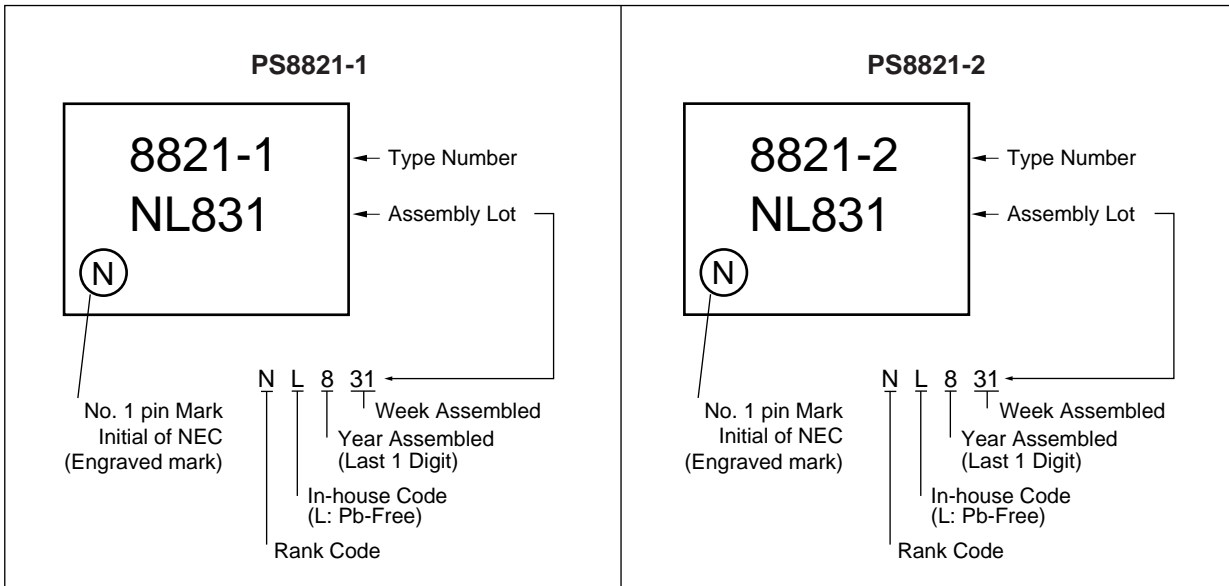 PS8821-1
8821-1
Type Number
NL831
Assembly Lot
N
N L 8 31
No. 1 pin Mark
Initial of NEC
(Engraved mark)
Week Assembled
Year Assembled
(Last 1 Digit)
In-house Code
(L: Pb-Free)
Rank Code
PS8821-2
8821-2
Type Number
NL831
Assembly Lot
N
N L 8 31
No. 1 pin Mark
Initial of NEC
(Engraved mark)
Week Assembled
Year Assembled
(Last 1 Digit)
In-house Code
(L: Pb-Free)
Rank Code